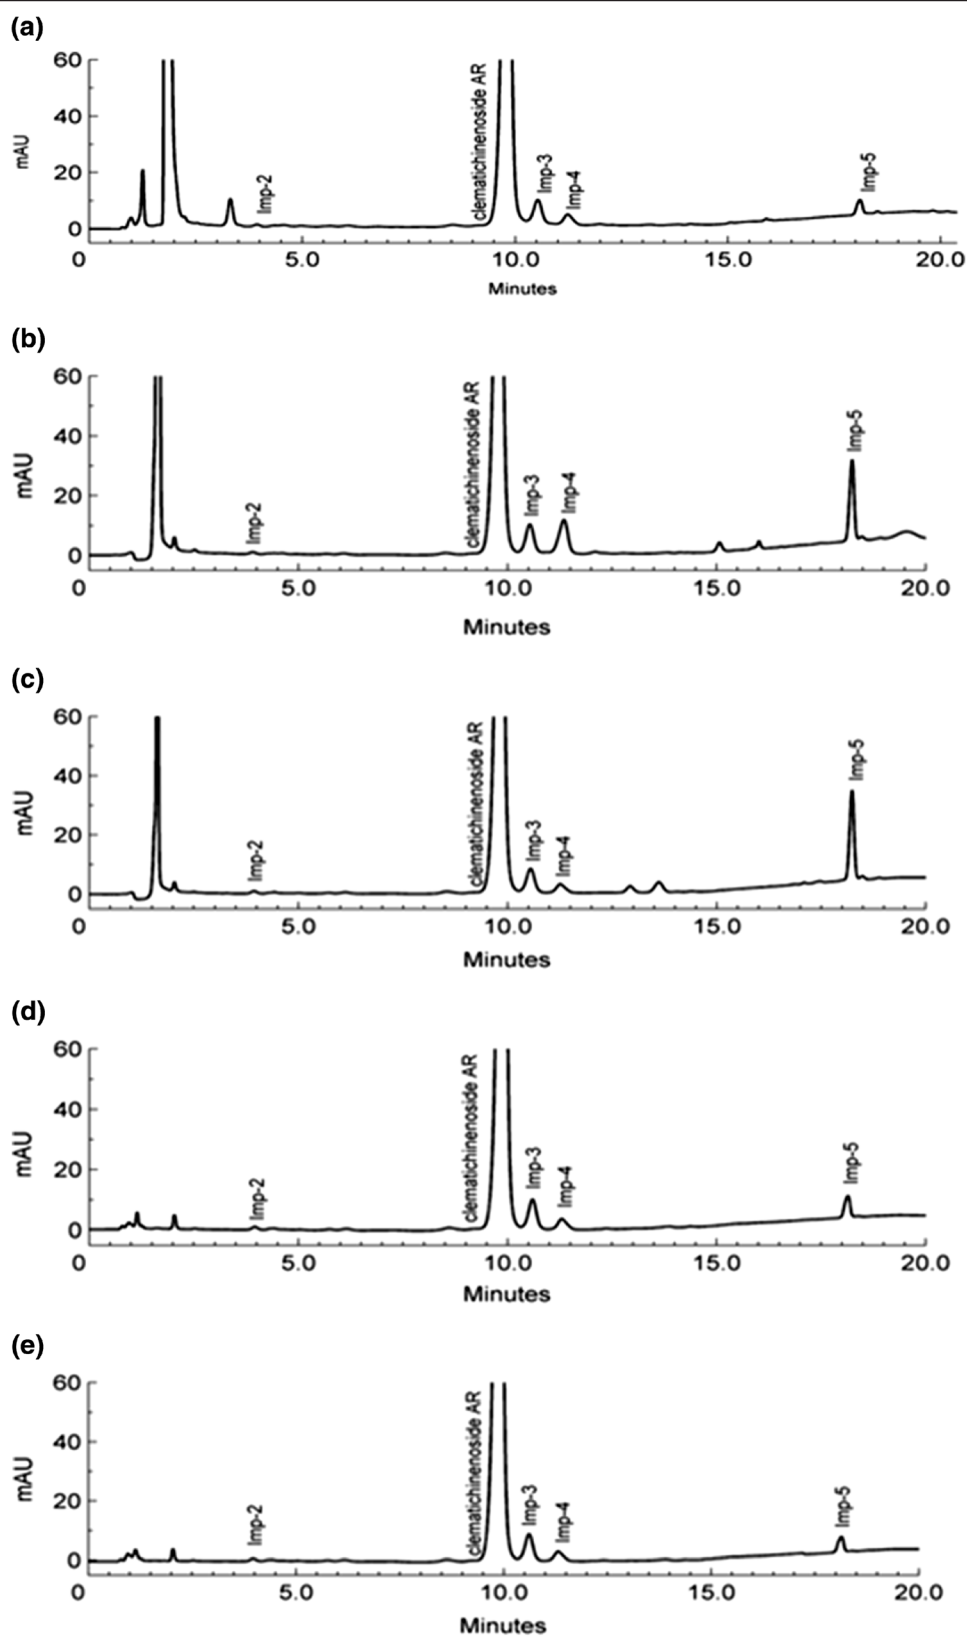 (a)
60
40
20
0
mAU
Imp-2
clematichinenoside AR
Imp-3
Imp-4
Imp-5
0 5.0 10.0 15.0 20.0
Minutes
(b)
60
40
20
0
mAU
Imp-2
clematichinenoside AR
Imp-3
Imp-4
Imp-5
0 5.0 10.0 15.0 20.0
Minutes
(c)
60
40
20
0
mAU
Imp-2
clematichinenoside AR
Imp-3
Imp-4
Imp-5
0 5.0 10.0 15.0 20.0
Minutes
(d)
60
40
20
0
mAU
Imp-2
clematichinenoside AR
Imp-3
Imp-4
Imp-5
0 5.0 10.0 15.0 20.0
Minutes
(e)
60
40
20
0
mAU
Imp-2
clematichinenoside AR
Imp-3
Imp-4
Imp-5
0 5.0 10.0 15.0 20.0
Minutes